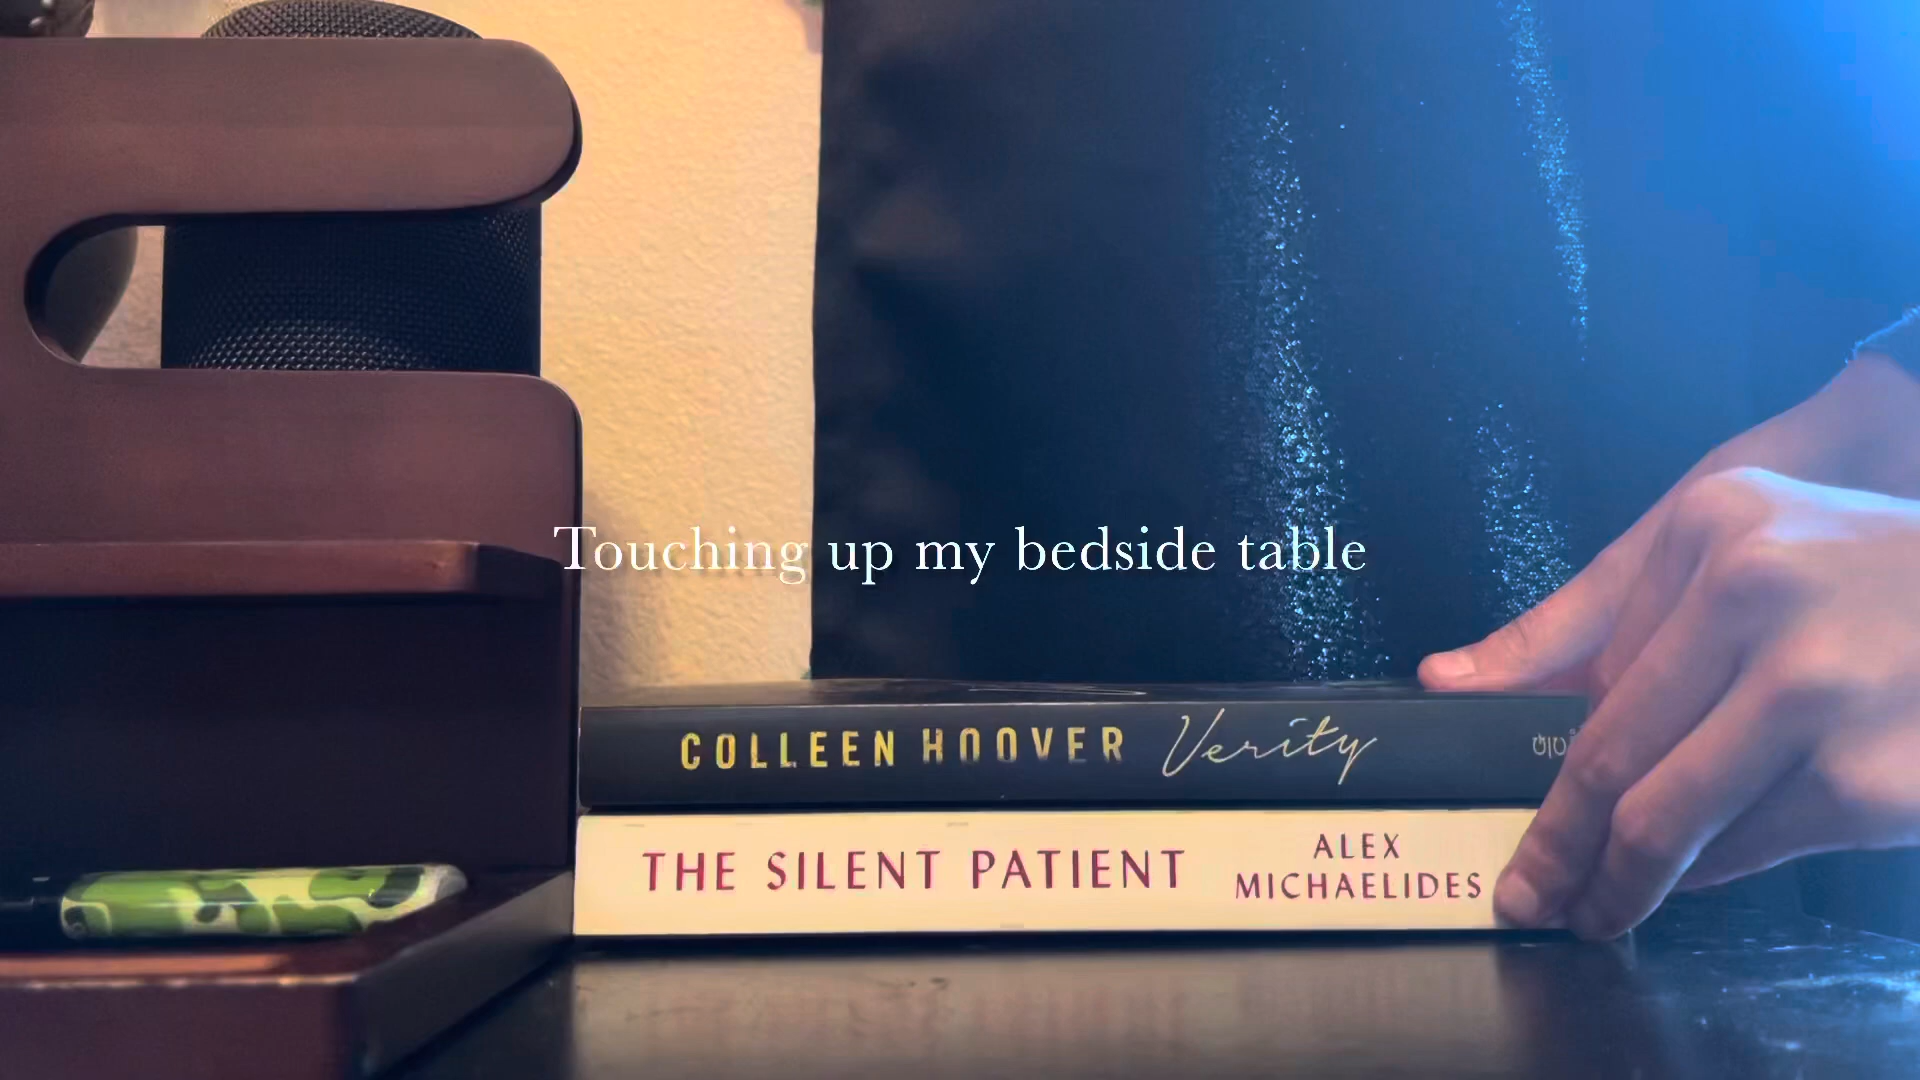 Touching up my bedside table
COLLEEN HOOVER Verity
THE SILENT PATIENT
ALEX
MICHAELIDES